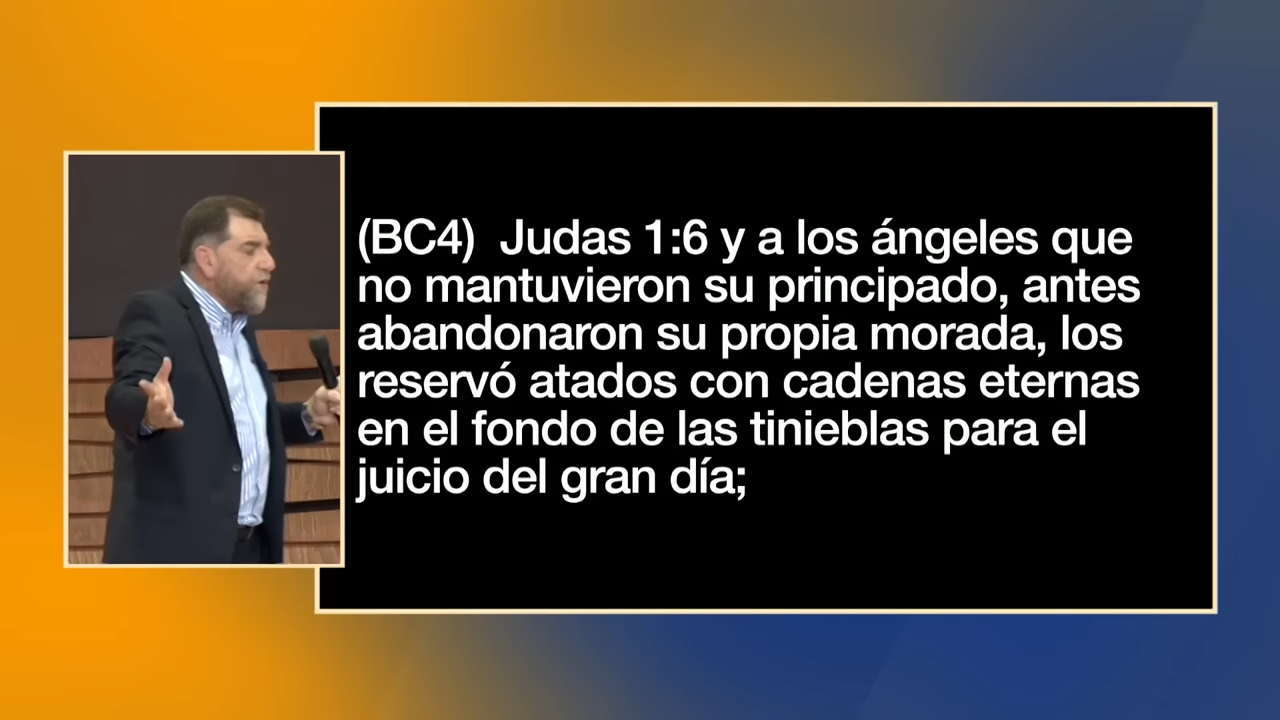 (BC4) Judas 1:6 y a los ángeles que
no mantuvieron su principado, antes
abandonaron su propia morada, los
reservó atados con cadenas eternas
en el fondo de las tinieblas para el
juicio del gran día;